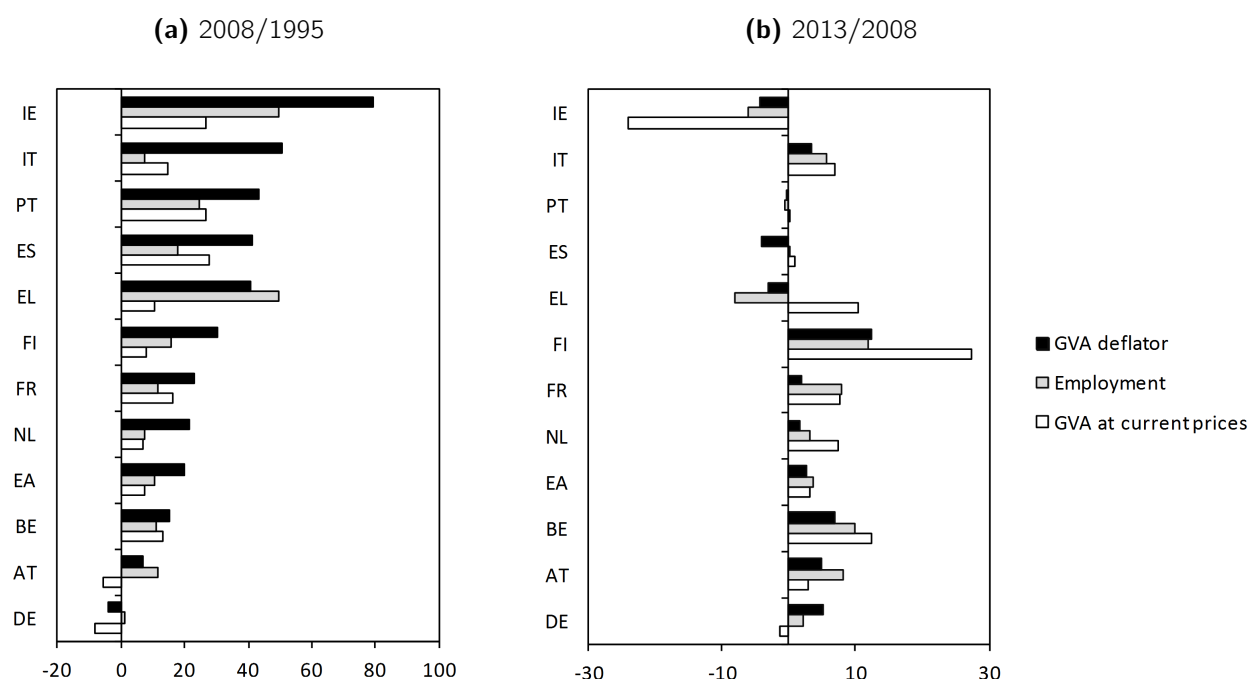 (a) 2008/1995
IE
IT
PT
ES
EL
FI
FR
NL
EA
BE
AT
DE
-20 0 20 40 60 80 100
(b) 2013/2008
IE
IT
PT
ES
EL
FI
FR
NL
EA
BE
AT
DE
-30 -10 10 30
GVA deflator
Employment
GVA at current prices